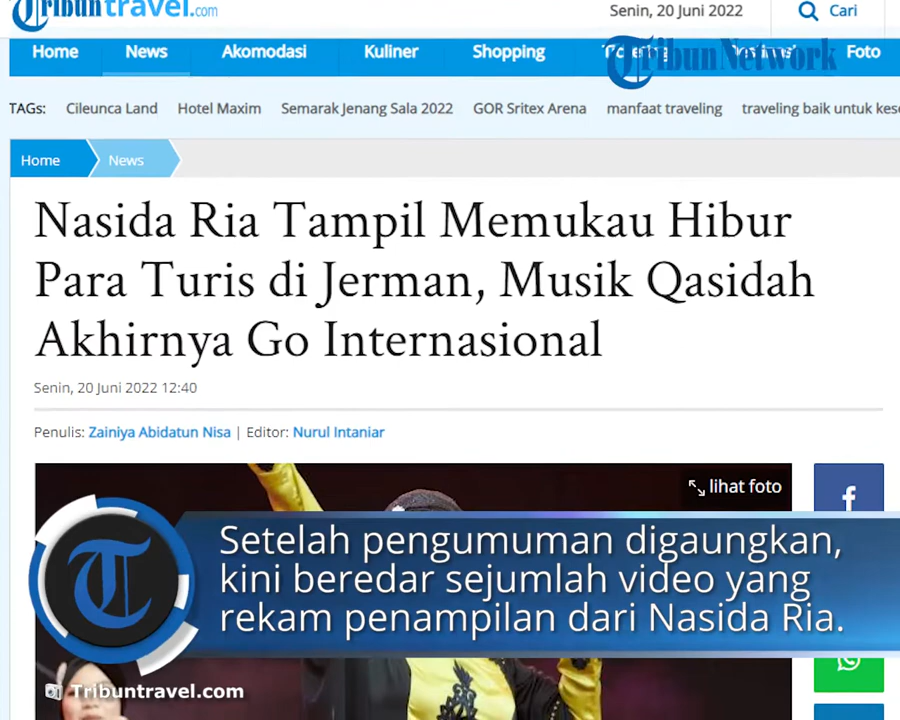 Tribuntravel.com
Senin, 20 Juni 2022
Cari
Home News Akomodasi Kuliner Shopping Foto
TribunNetwork
TAGs: Cileunca Land Hotel Maxim Semarak Jenang Sala 2022 GOR Sritex Arena manfaat traveling traveling baik untuk kese
Home News
Nasida Ria Tampil Memukau Hibur
Para Turis di Jerman, Musik Qasidah
Akhirnya Go Internasional
Senin, 20 Juni 2022 12:40
Penulis: Zainiya Abidatun Nisa | Editor: Nurul Intaniar
lihat foto
Setelah pengumuman digaungkan,
kini beredar sejumlah video yang
rekam penampilan dari Nasida Ria.
Tribuntravel.com